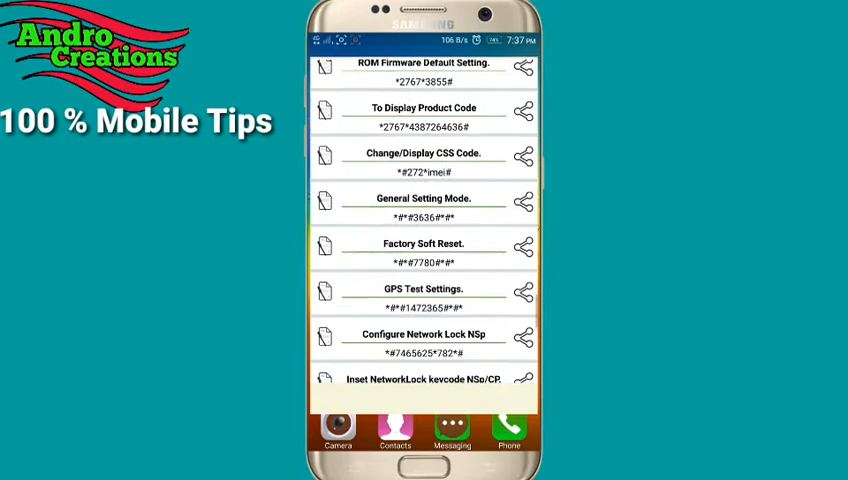 Andro
Creations
100 % Mobile Tips
SAMSUNG
4G
106 B/s
74%
7:37 PM
ROM Firmware Default Setting.
*2767*3855#
To Display Product Code
*2767*4387264636#
Change/Display CSS Code.
*#272*imei#
General Setting Mode.
*#*#3636#*#*
Factory Soft Reset.
*#*#7780#*#*
GPS Test Settings.
*#*#1472365#*#*
Configure Network Lock NSp
*#7465625*782*#
Inset NetworkLock keycode NSp/CP.
Camera
Contacts
Messaging
Phone